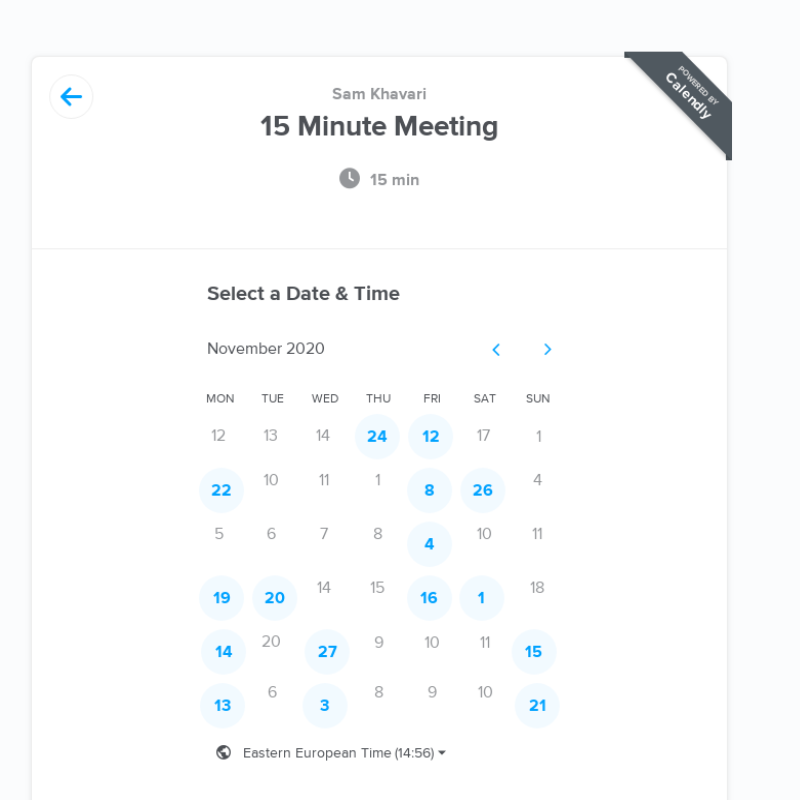 POWERED BY
Calendly
Sam Khavari
15 Minute Meeting
15 min
Select a Date & Time
November 2020
MON TUE WED THU FRI SAT SUN
12 13 14 24 12 17 1
22 10 11 1 8 26 4
5 6 7 8 4 10 11
19 20 14 15 16 1 18
14 20 27 9 10 11 15
13 6 3 8 9 10 21
Eastern European Time (14:56)